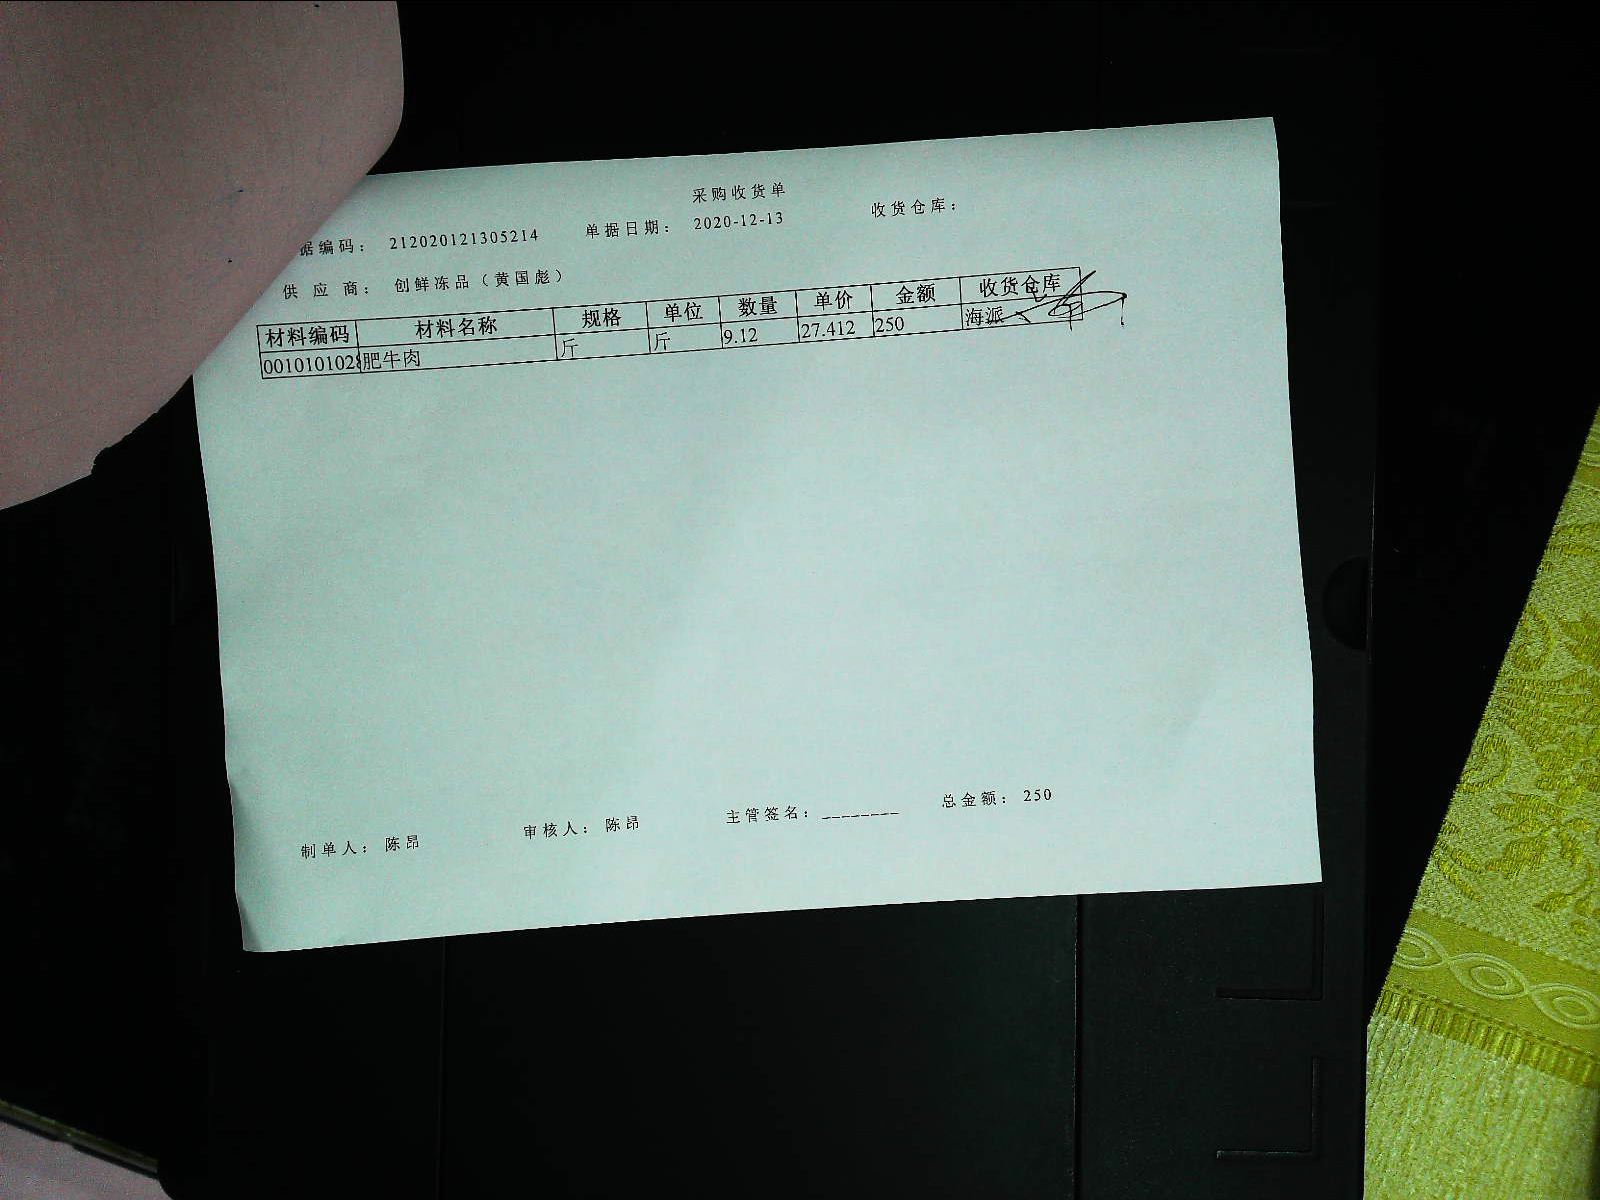 采购收货单
据编码： 212020121305214 单据日期： 2020-12-13 收货仓库：
供应商： 创鲜冻品（黄国彪）
材料编码 材料名称 规格 单位 数量 单价 金额 收货仓库
0010101028 肥牛肉 斤 斤 9.12 27.412 250 海派
制单人： 陈昂 审核人： 陈昂 主管签名：________ 总金额： 250